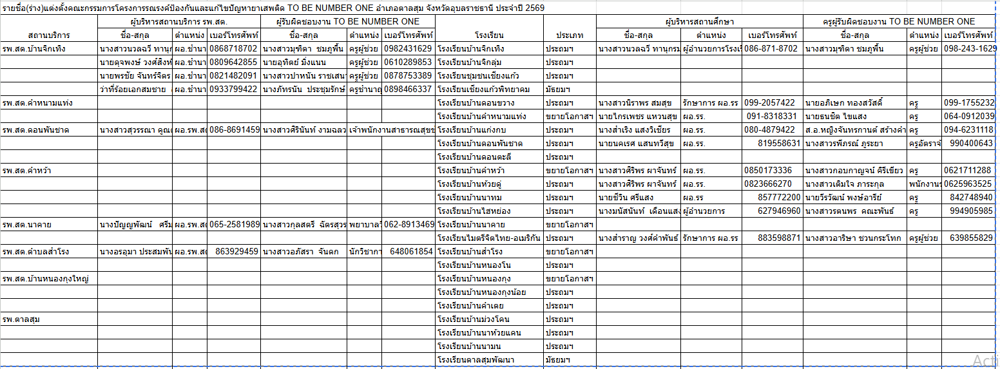 รายชื่อ(ร่าง)แต่งตั้งคณะกรรมการโครงการรณรงค์ป้องกันและแก้ไขปัญหายาเสพติด TO BE NUMBER ONE อำเภอตาลสุม จังหวัดอุบลราชธานี ประจำปี 2569
ผู้บริหารสถานบริการ รพ.สต. ผู้รับผิดชอบงาน TO BE NUMBER ONE ผู้บริหารสถานศึกษา ครูผู้รับผิดชอบงาน TO BE NUMBER ONE
สถานบริการ ชื่อ-สกุล ตำแหน่ง เบอร์โทรศัพท์ ชื่อ-สกุล ตำแหน่ง เบอร์โทรศัพท์ โรงเรียน ประเภท ชื่อ-สกุล ตำแหน่ง เบอร์โทรศัพท์ ชื่อ-สกุล ตำแหน่ง เบอร์โทรศัพท์
รพ.สต.บ้านจิกเทิง นางสาวนวลฉวี ทานุก ผอ.ชำนา 0868718702 นางสาวมุฑิตา ชมภูพื้น ครูผู้ช่วย 0982431629 โรงเรียนบ้านจิกเทิง ประถมฯ นางสาวนวลฉวี ทานุกรม ผู้อำนวยการโรงเรี 086-871-8702 นางสาวมุฑิตา ชมภูพื้น ครูผู้ช่วย 098-243-1629
นายดุจพงษ์ วงศ์สิงห์ ผอ.ชำนา 0809642855 นายอุทิตย์ มิ่งแนน ครูผู้ช่วย 0610289853 โรงเรียนบ้านจิกลุ่ม ประถมฯ
นายพรชัย จันทร์จิตร ผอ.ชำนา 0821482091 นางสาวปาหนัน ราชเสนา ครูผู้ช่วย 0878753389 โรงเรียนชุมชนเชียงแก้ว ประถมฯ
ว่าที่ร้อยเอกสมชาย ผอ.ชำนา 0933799422 นางภัทรนัน ประชุมรักษ์ ครูชำนาญ 0898466337 โรงเรียนเชียงแก้วพิทยาคม มัธยมฯ
รพ.สต.คำหนามแท่ง โรงเรียนบ้านดอนขวาง ประถมฯ นางสาวนิราพร สมสุข รักษาการ ผอ.รร 099-2057422 นายอภิเษก ทองสวัสดิ์ ครู 099-1755232
โรงเรียนบ้านคำหนามแท่ง ขยายโอกาสฯ นายไกรเพชร แหวนสุข ผอ.รร. 091-8318331 นายธนชิต ไขแสง ครู 064-0912039
รพ.สต.ดอนพันชาด นางสาวสุวรรณา คูณ ผอ.รพ.ส 086-8691459 นางสาวศิรินันท์ งามฉลว เจ้าพนักงานสาธารณสุข โรงเรียนบ้านแก่งกบ ประถมฯ นางสำเริง แสงวิเชียร ผอ.รร. 080-4879422 ส.อ.หญิงจันทรกานต์ สร้างคำ ครู 094-6231118
โรงเรียนบ้านดอนพันชาด ประถมฯ นายนคเรศ แสนทวีสุข ผอ.รร. 819558631 นางสาวรพีภรณ์ ภูระยา ครูอัตราจ้ 990400643
โรงเรียนบ้านดอนตะลี ประถมฯ
รพ.สต.คำหว้า โรงเรียนบ้านคำหว้า ขยายโอกาสฯ นางสาวศิริพร ผาจันทร์ ผอ.รร. 0850173336 นางสาวกอบกาญจน์ คิรีเขียว ครู 0621711288
โรงเรียนบ้านห้วยดู่ ประถมฯ นางสาวศิริพร ผาจันทร์ ผอ.รร. 0823666270 นางสาวเติมใจ ภาระกุล พนักงาน 0625963525
โรงเรียนบ้านนาทม ประถมฯ นายชีวิน ศรีแสง ผอ.รร 857772200 นายวีรวัฒน์ พงษ์อารีย์ ครู 842748940
โรงเรียนบ้านไฮหย่อง ประถมฯ นางมนัสนันท์ เดือนแสง ผู้อำนวยการ 627946960 นางสาวรตนพร คณะพันธ์ ครู 994905985
รพ.สต.นาคาย นางปัญญพัฒน์ ศรีม ผอ.รพ.ส 065-2581989 นางสาวกุลสตรี ฉัตรสุวร พยาบาลวิ 062-8913469 โรงเรียนบ้านนาคาย ขยายโอกาสฯ
โรงเรียนไมตรีจิตไทย-อเมริกัน ประถมฯ นางสำราญ วงศ์คำพันธ์ รักษาการ ผอ.รร 883598871 นางสาวอาริษา ชวนกระโทก ครูผู้ช่วย 639855829
รพ.สต.ตำบลสำโรง นางอรอุมา ประสมพัน ผอ.รพ.ส 863929459 นางสาวอภัสรา จันดก นักวิชากา 648061854 โรงเรียนบ้านสำโรง ขยายโอกาสฯ
โรงเรียนบ้านหนองโน ประถมฯ
รพ.สต.บ้านหนองกุงใหญ่ โรงเรียนบ้านหนองกุง ขยายโอกาสฯ
โรงเรียนบ้านหนองกุงน้อย ประถมฯ
โรงเรียนบ้านคำเตย ประถมฯ
รพ.ตาลสุม โรงเรียนบ้านม่วงโคน ประถมฯ
โรงเรียนบ้านนาห้วยแคน ประถมฯ
โรงเรียนบ้านนามน ประถมฯ
โรงเรียนตาลสุมพัฒนา มัธยมฯ
Acti